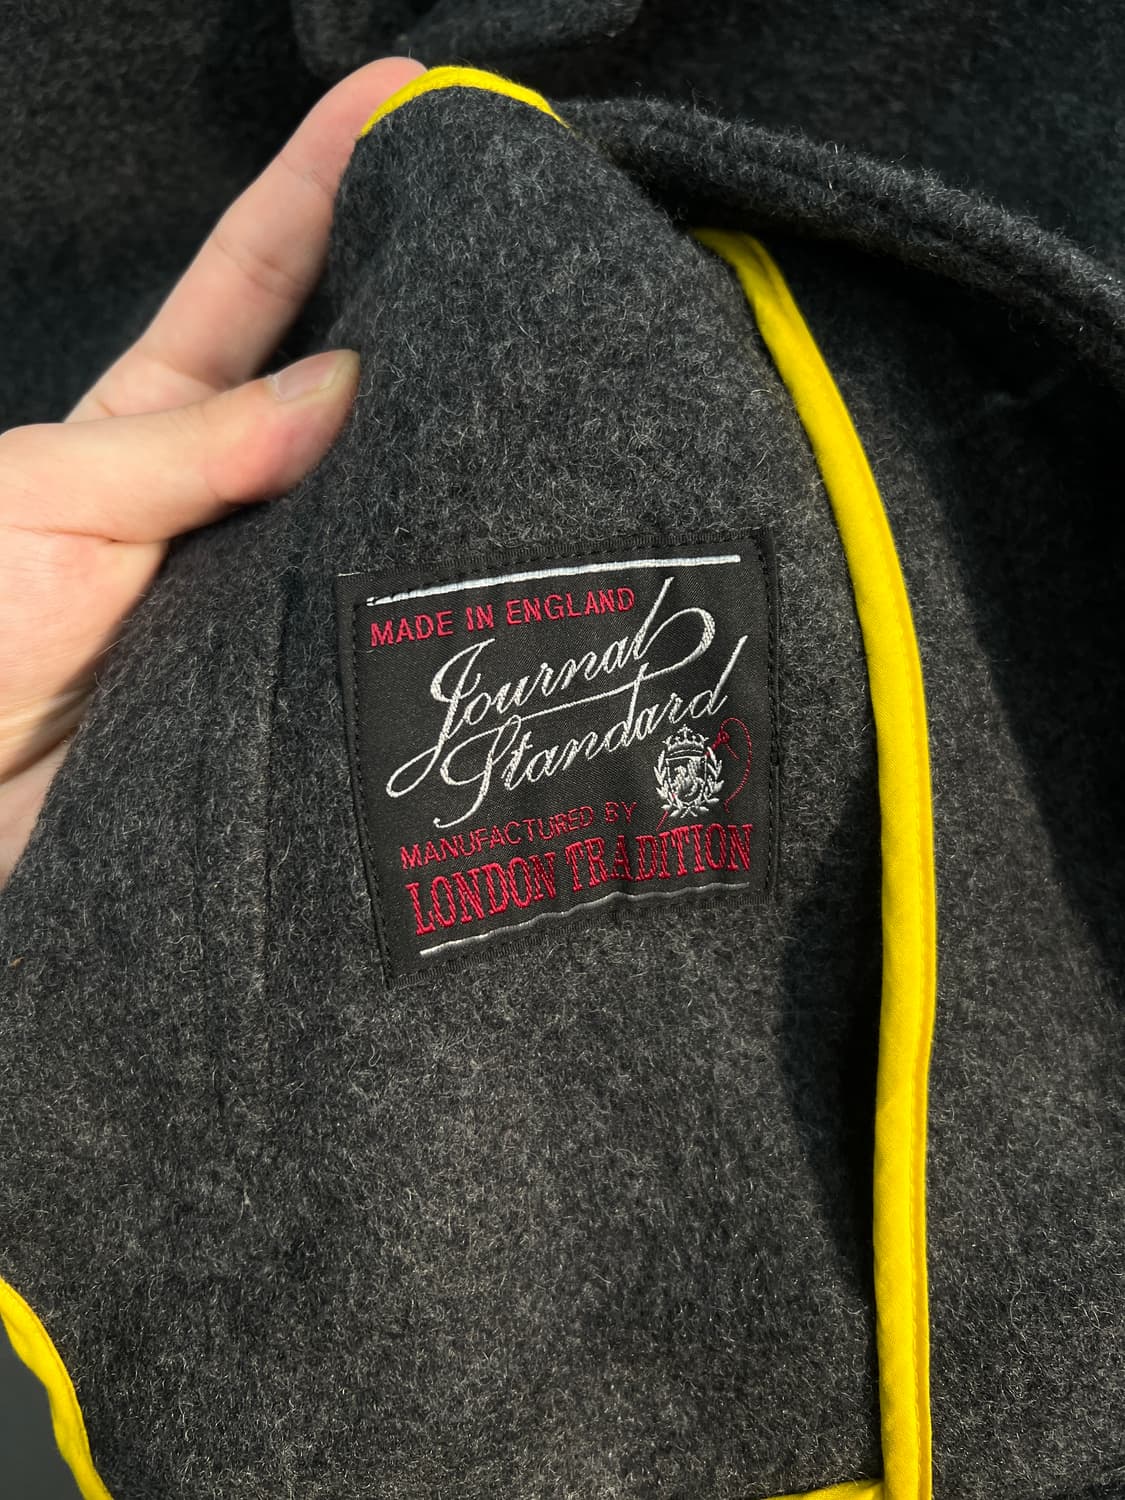 MADE IN ENGLAND
Journal
Standard
MANUFACTURED BY
LONDON TRADITION